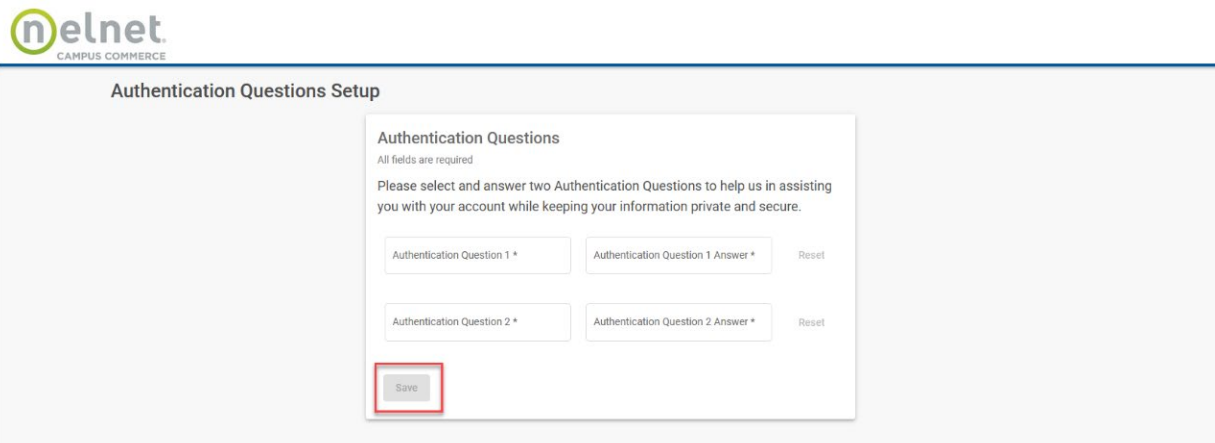 nelnet
CAMPUS COMMERCE
Authentication Questions Setup
Authentication Questions
All fields are required
Please select and answer two Authentication Questions to help us in assisting
you with your account while keeping your information private and secure.
Authentication Question 1 * Authentication Question 1 Answer * Reset
Authentication Question 2 * Authentication Question 2 Answer * Reset
Save